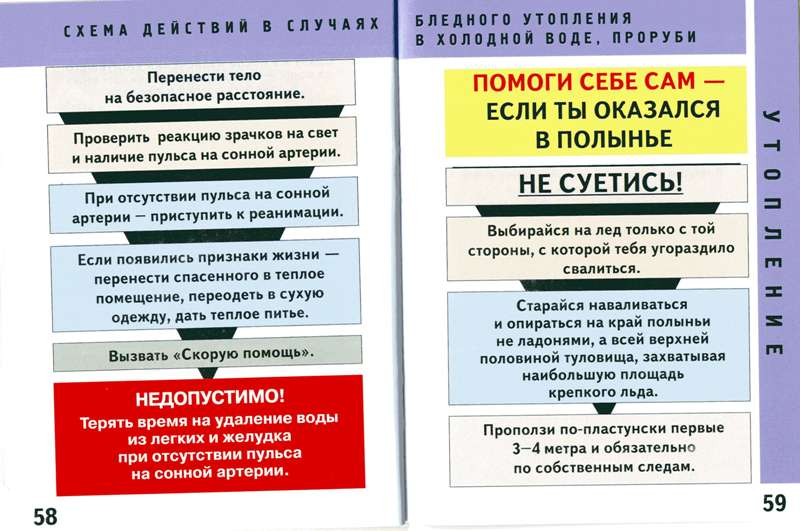 СХЕМА ДЕЙСТВИЙ В СЛУЧАЯХ
Перенести тело
на безопасное расстояние.
Проверить реакцию зрачков на свет
и наличие пульса на сонной артерии.
При отсутствии пульса на сонной
артерии — приступить к реанимации.
Если появились признаки жизни —
перенести спасенного в теплое
помещение, переодеть в сухую
одежду, дать теплое питье.
Вызвать «Скорую помощь».
НЕДОПУСТИМО!
Терять время на удаление воды
из легких и желудка
при отсутствии пульса
на сонной артерии.
58
БЛЕДНОГО УТОПЛЕНИЯ
В ХОЛОДНОЙ ВОДЕ, ПРОРУБИ
ПОМОГИ СЕБЕ САМ —
ЕСЛИ ТЫ ОКАЗАЛСЯ
В ПОЛЫНЬЕ
НЕ СУЕТИСЬ!
Выбирайся на лед только с той
стороны, с которой тебя угораздило
свалиться.
Старайся наваливаться
и опираться на край полыньи
не ладонями, а всей верхней
половиной туловища, захватывая
наибольшую площадь
крепкого льда.
Проползи по-пластунски первые
3—4 метра и обязательно
по собственным следам.
УТОПЛЕНИЕ
59